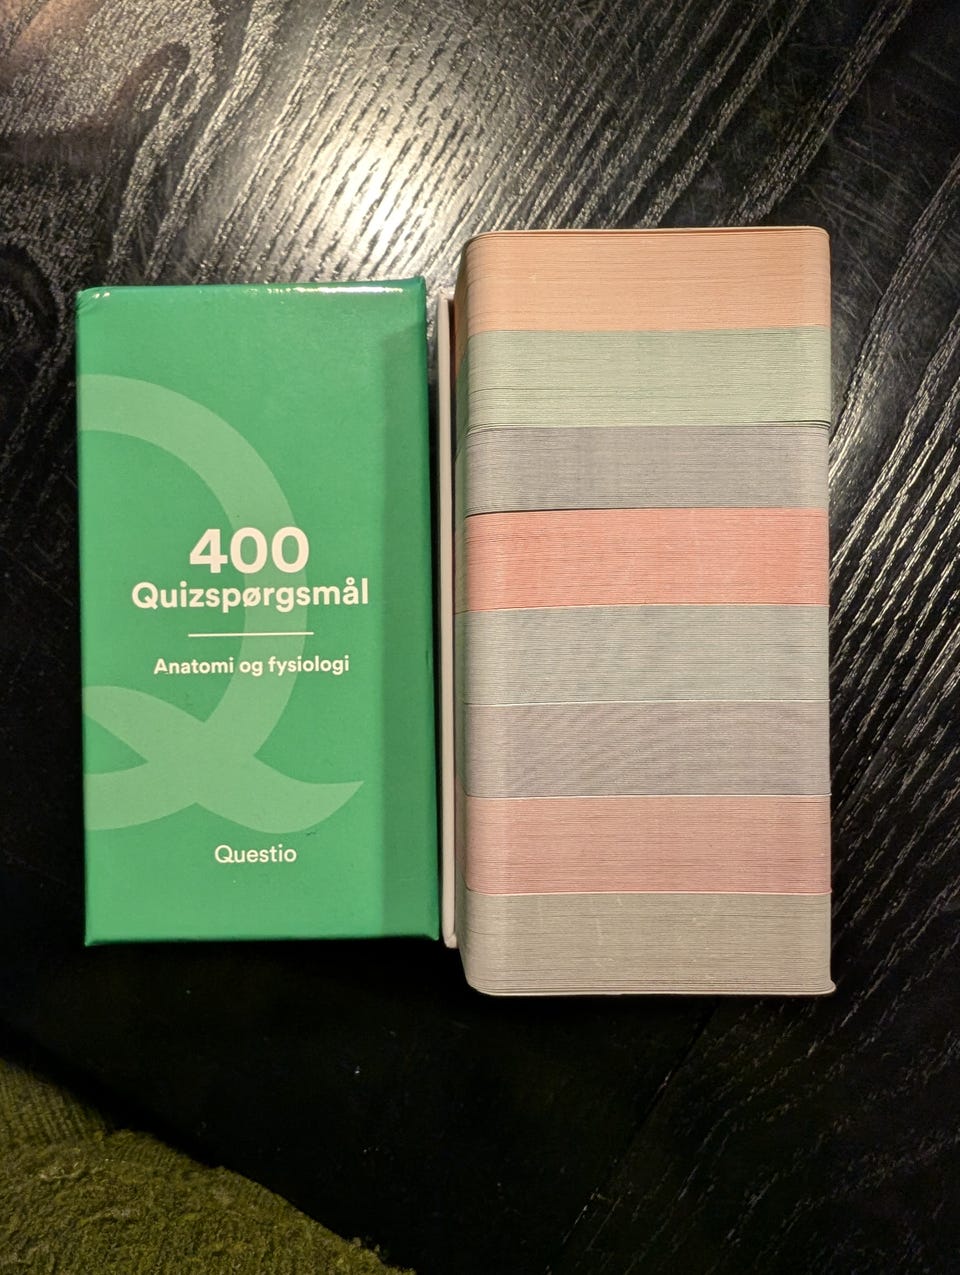 400
Quizspørgsmål
Anatomi og fysiologi
Questio